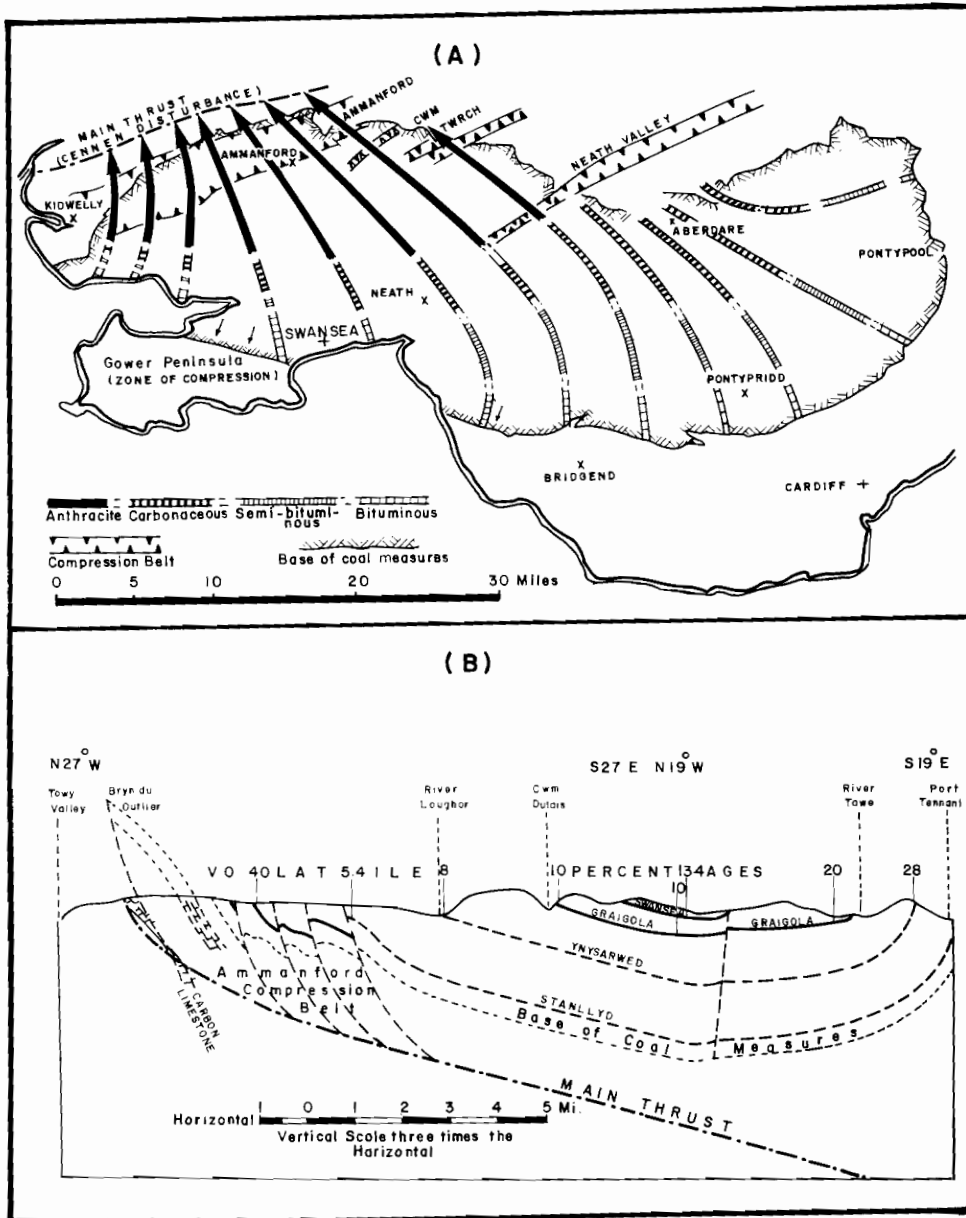 (A)
MAIN THRUST
(CENNEN DISTURBANCE)
AMMANFORD
CWM
TWRCH
NEATH VALLEY
AMMANFORD
KIDWELLY
ABERDARE
PONTYPOOL
NEATH
SWANSEA
Gower Peninsula
(ZONE OF COMPRESSION)
PONTYPRIDD
BRIDGEND
CARDIFF
Anthracite Carbonaceous Semi-bitumi-nous Bituminous
Compression Belt
Base of coal measures
0 5 10 20 30 Miles
(B)
N27°W
S27 E N19°W
S19°E
Towy
Valley
Bryn du
Outlier
River
Loughor
Cwm
Dulais
River
Tawe
Port
Tennant
VO 40 LAT 5.4 ILE 8 10 PERCENT 134 AGES 20 28
10
SWANSEA
GRAIGOLA
GRAIGOLA
YNYSARWED
Ammanford
Compression
Belt
CARBON
LIMESTONE
STANLLYD
Base of Coal Measures
MAIN THRUST
Horizontal 1 0 1 2 3 4 5 Mi.
Vertical Scale three times the
Horizontal